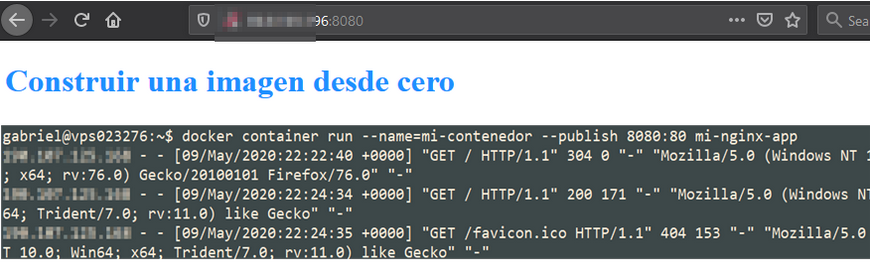 96:8080
Sea
Construir una imagen desde cero
gabriel@vps023276:~$ docker container run --name=mi-contenedor --publish 8080:80 mi-nginx-app
- - [09/May/2020:22:22:40 +0000] "GET / HTTP/1.1" 304 0 "-" "Mozilla/5.0 (Windows NT 1
; x64; rv:76.0) Gecko/20100101 Firefox/76.0" "-"
- - [09/May/2020:22:24:34 +0000] "GET / HTTP/1.1" 200 171 "-" "Mozilla/5.0 (Windows NT
64; Trident/7.0; rv:11.0) like Gecko" "-"
- - [09/May/2020:22:24:35 +0000] "GET /favicon.ico HTTP/1.1" 404 153 "-" "Mozilla/5.0
T 10.0; Win64; x64; Trident/7.0; rv:11.0) like Gecko" "-"